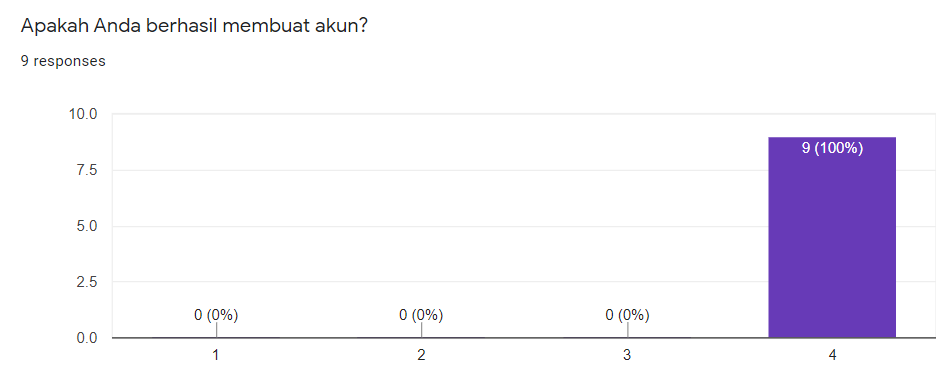 Apakah Anda berhasil membuat akun?
9 responses
10.0
7.5
5.0
2.5
0.0
0 (0%) 0 (0%) 0 (0%) 9 (100%)
1 2 3 4